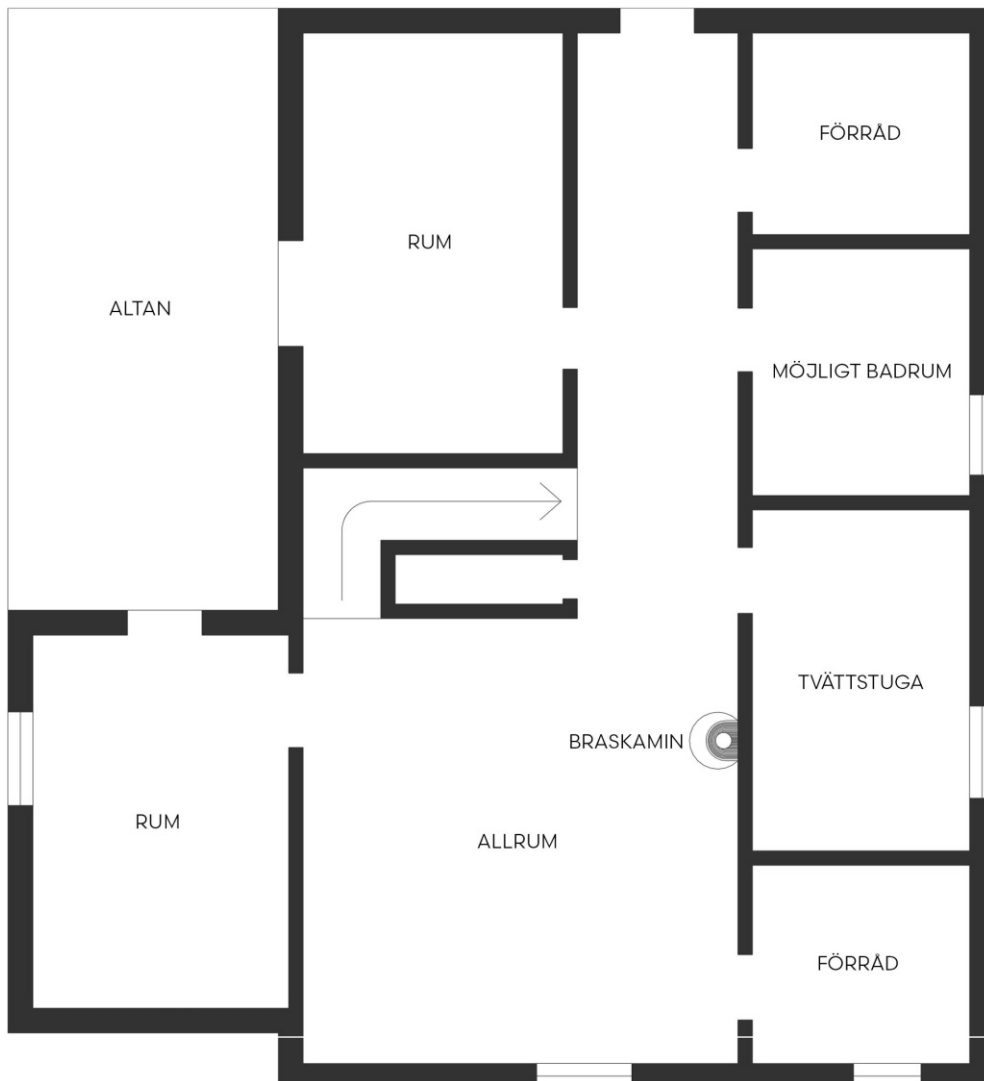 FÖRRÅD
RUM
ALTAN
MÖJLIGT BADRUM
TVÄTTSTUGA
BRASKAMIN
RUM
ALLRUM
FÖRRÅD